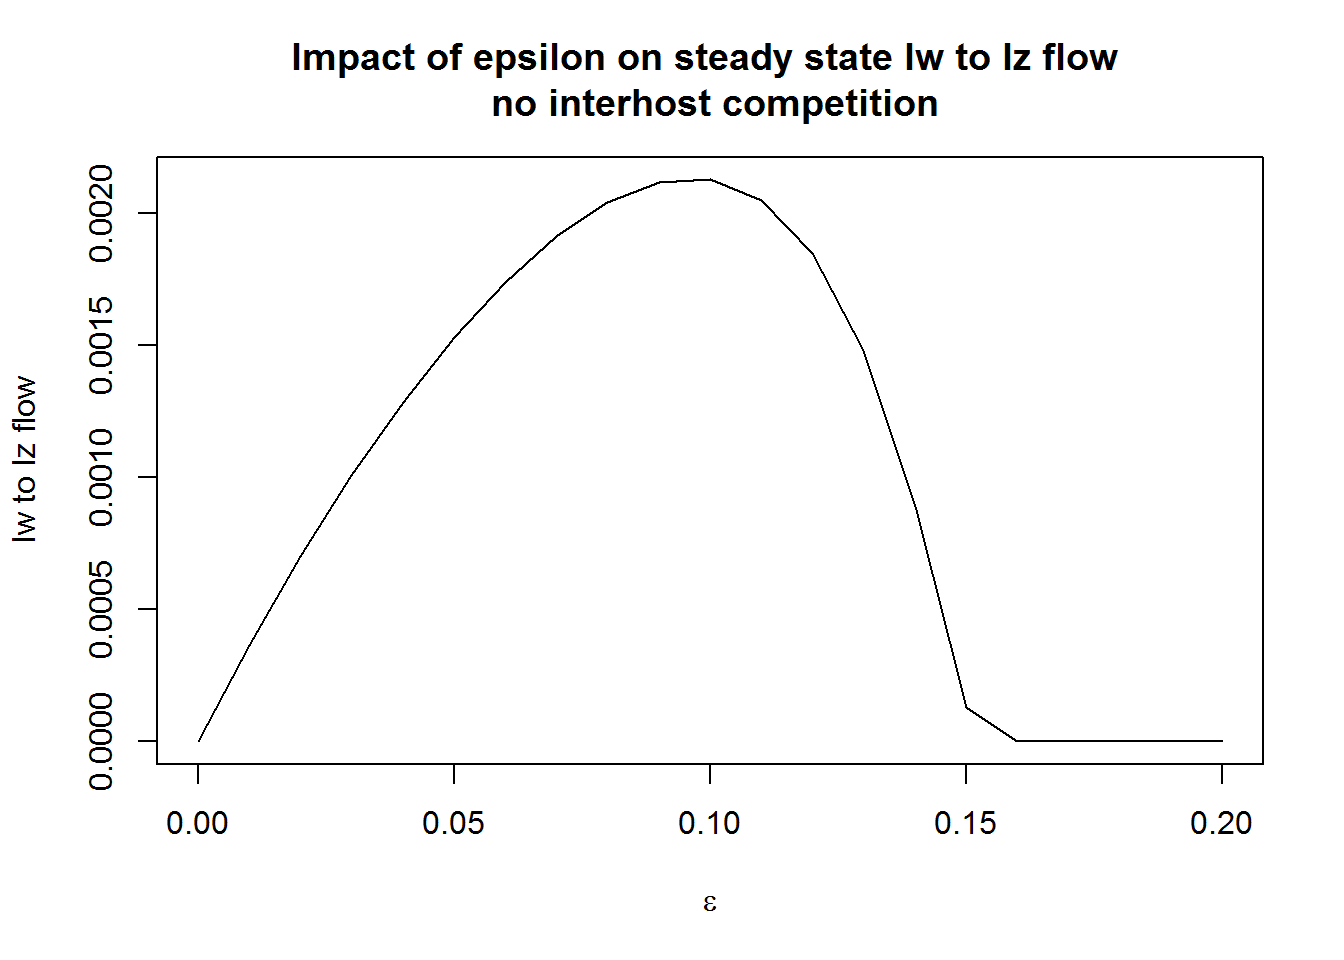 Impact of epsilon on steady state Iw to Iz flow
no interhost competition
Iw to Iz flow
0.0020
0.0015
0.0010
0.0005
0.0000
0.00 0.05 0.10 0.15 0.20
ε